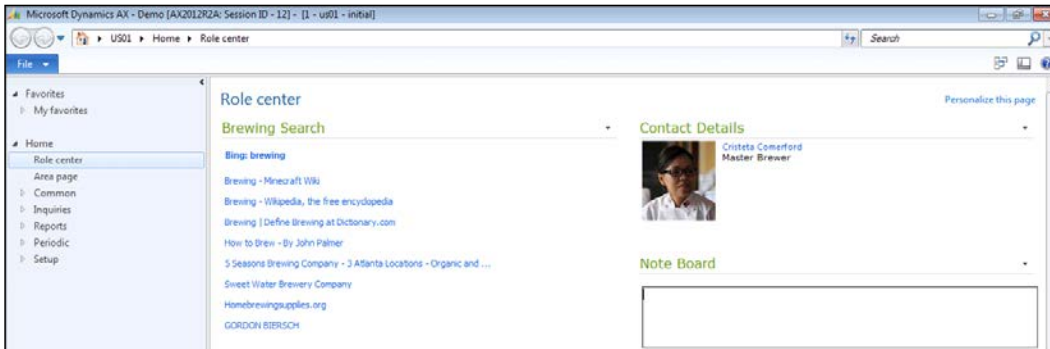 Microsoft Dynamics AX - Demo [AX2012R2A: Session ID - 12] - [1 - us01 - initial]
US01 Home Role center
Search
File
Favorites
My favorites
Home
Role center
Area page
Common
Inquiries
Reports
Periodic
Setup
Role center
Personalize this page
Brewing Search
Bing: brewing
Brewing - Minecraft Wiki
Brewing - Wikipedia, the free encyclopedia
Brewing | Define Brewing at Dictionary.com
How to Brew - By John Palmer
5 Seasons Brewing Company - 3 Atlanta Locations - Organic and ...
Sweet Water Brewery Company
Homebrewingsupplies.org
GORDON BIERSCH
Contact Details
Cristeta Comerford
Master Brewer
Note Board